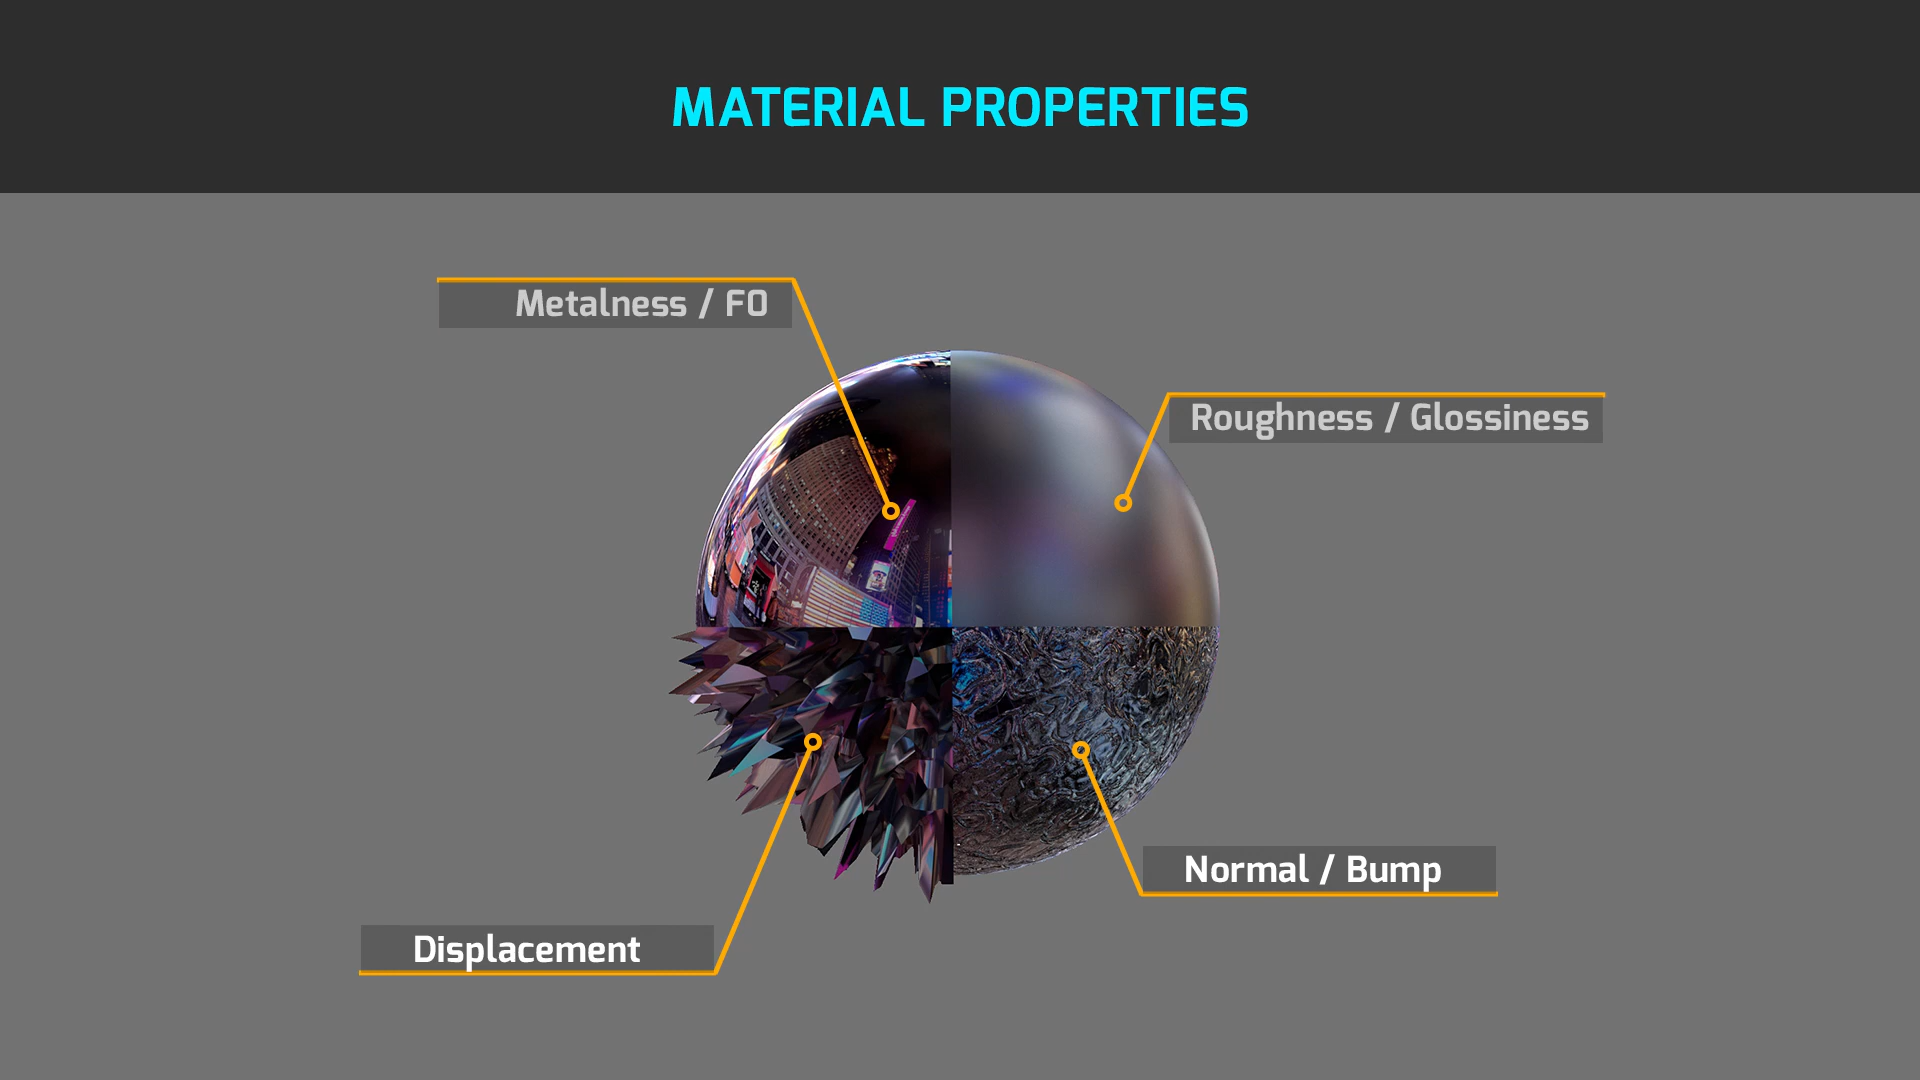 MATERIAL PROPERTIES
Metalness / F0
Roughness / Glossiness
Normal / Bump
Displacement